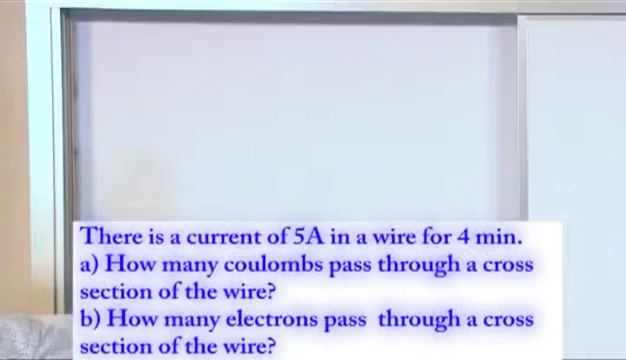 There is a current of 5A in a wire for 4 min.
a) How many coulombs pass through a cross
section of the wire?
b) How many electrons pass  through a cross
section of the wire?